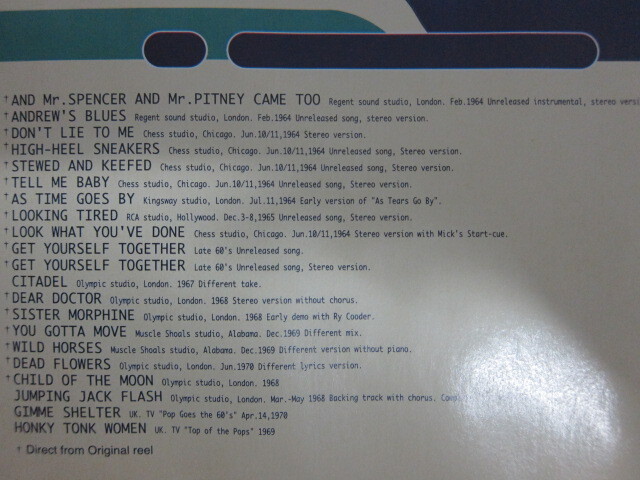 †AND Mr.SPENCER AND Mr.PITNEY CAME TOO Regent sound studio, London. Feb.1964 Unreleased instrumental, stereo
†ANDREW'S BLUES Regent sound studio, London. Feb.1964 Unreleased song, stereo version.
†DON'T LIE TO ME Chess studio, Chicago. Jun.10/11,1964 Stereo version.
†HIGH-HEEL SNEAKERS Chess studio, Chicago. Jun.10/11,1964 Unreleased song, Stereo version.
†STEWED AND KEEFED Chess studio, Chicago. Jun.10/11,1964 Unreleased song, Stereo version.
†TELL ME BABY Chess studio, Chicago. Jun.10/11,1964 Unreleased song, Stereo version.
†AS TIME GOES BY Kingsway studio, London. Jul.11,1964 Early version of "As Tears Go By".
†LOOKING TIRED RCA studio, Hollywood. Dec.3-8,1965 Unreleased song, Stereo version.
†LOOK WHAT YOU'VE DONE Chess studio, Chicago. Jun.10/11,1964 Stereo version with Mick's Start-cue.
†GET YOURSELF TOGETHER Late 60's Unreleased song.
†GET YOURSELF TOGETHER Late 60's Unreleased song, Stereo version.
CITADEL Olympic studio, London. 1967 Different take.
†DEAR DOCTOR Olympic studio, London. 1968 Stereo version without chorus.
†SISTER MORPHINE Olympic studio, London. 1968 Early demo with Ry Cooder.
†YOU GOTTA MOVE Muscle Shoals studio, Alabama. Dec.1969 Different mix.
†WILD HORSES Muscle Shoals studio, Alabama. Dec.1969 Different version without piano.
†DEAD FLOWERS Olympic studio, London. Jun.1970 Different lyrics version.
†CHILD OF THE MOON Olympic studio, London. 1968
JUMPING JACK FLASH Olympic studio, London. Mar.-May 1968 Backing track with chorus.
GIMME SHELTER UK. TV "Pop Goes the 60's" Apr.14,1970
HONKY TONK WOMEN UK. TV "Top of the Pops" 1969
† Direct from Original reel